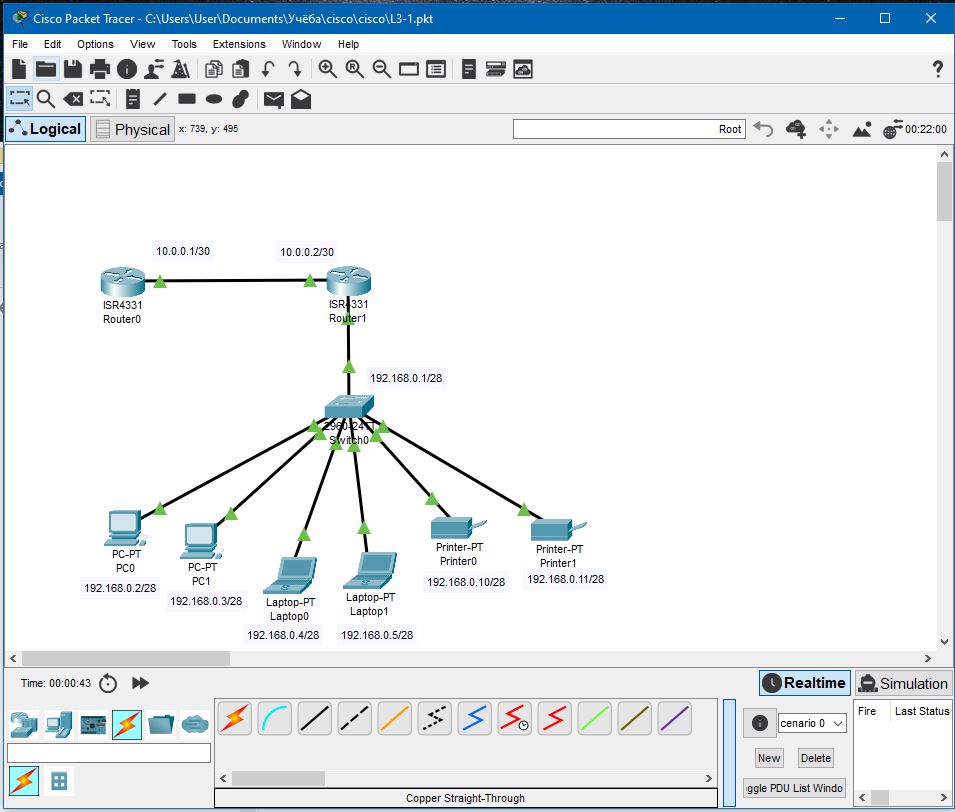 Cisco Packet Tracer - C:\Users\User\Documents\Учёба\cisco\cisco\L3-1.pkt
File Edit Options View Tools Extensions Window Help
Logical Physical x: 739, y: 495 Root 00:22:00
10.0.0.1/30 10.0.0.2/30
ISR4331
Router0
ISR4331
Router1
192.168.0.1/28
2960-24TT
Switch0
PC-PT
PC0
192.168.0.2/28
PC-PT
PC1
192.168.0.3/28
Laptop-PT
Laptop0
192.168.0.4/28
Laptop-PT
Laptop1
192.168.0.5/28
Printer-PT
Printer0
192.168.0.10/28
Printer-PT
Printer1
192.168.0.11/28
Time: 00:00:43 Realtime Simulation
cenario 0
New Delete
ggle PDU List Windo
Fire Last Status
Copper Straight-Through